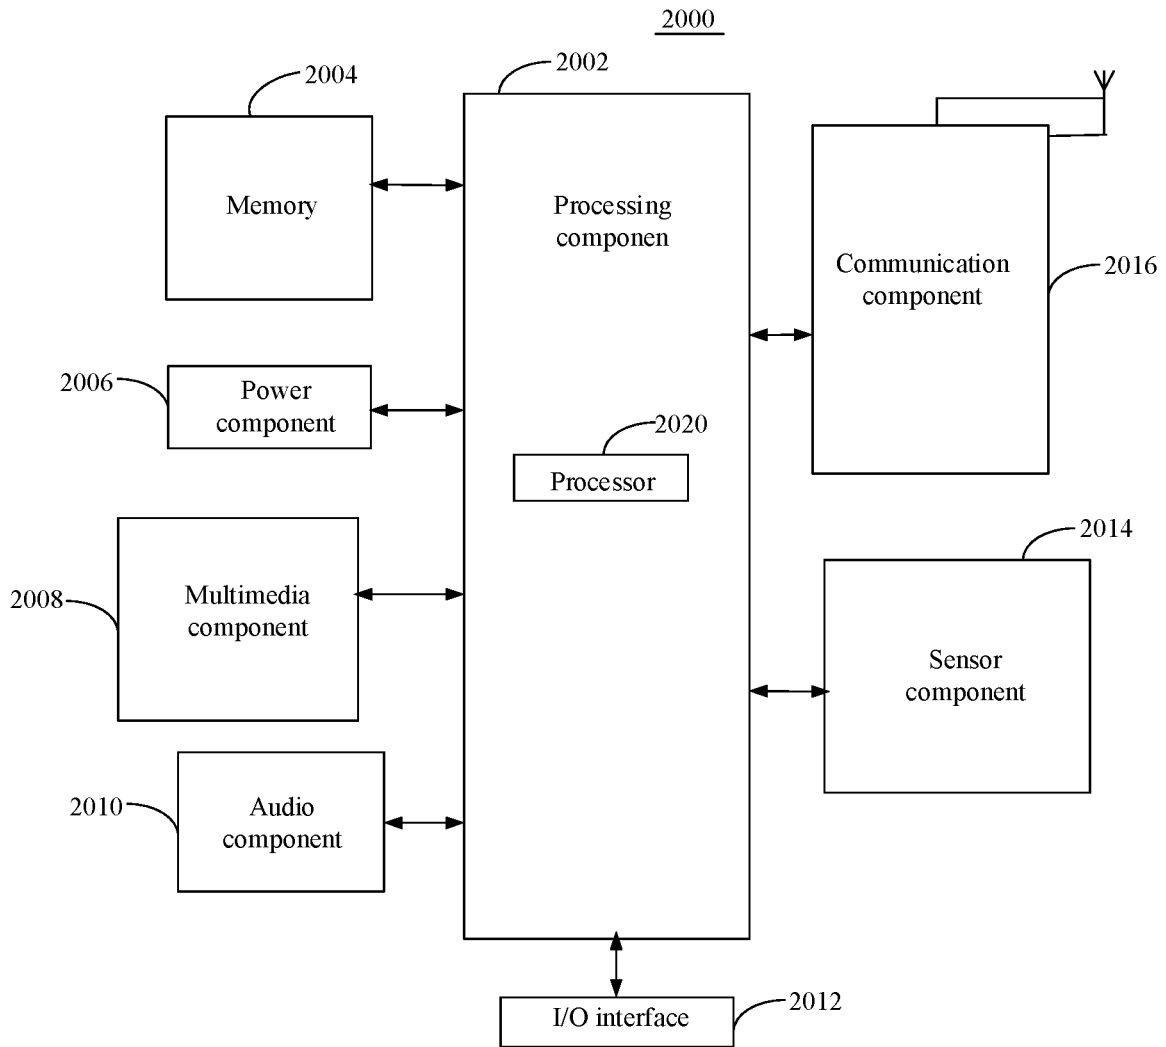 2000
2002
2004
Memory
Processing
componen
Communication
component
2016
2006
Power
component
2020
Processor
2014
2008
Multimedia
component
Sensor
component
2010
Audio
component
2012
I/O interface